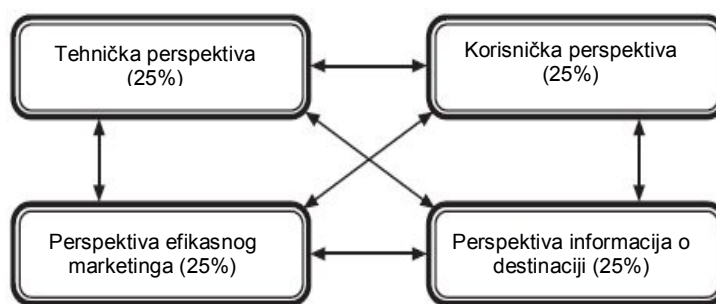 Tehnička perspektiva
(25%)
Korisnička perspektiva
(25%)
Perspektiva efikasnog
marketinga (25%)
Perspektiva informacija o
destinaciji (25%)